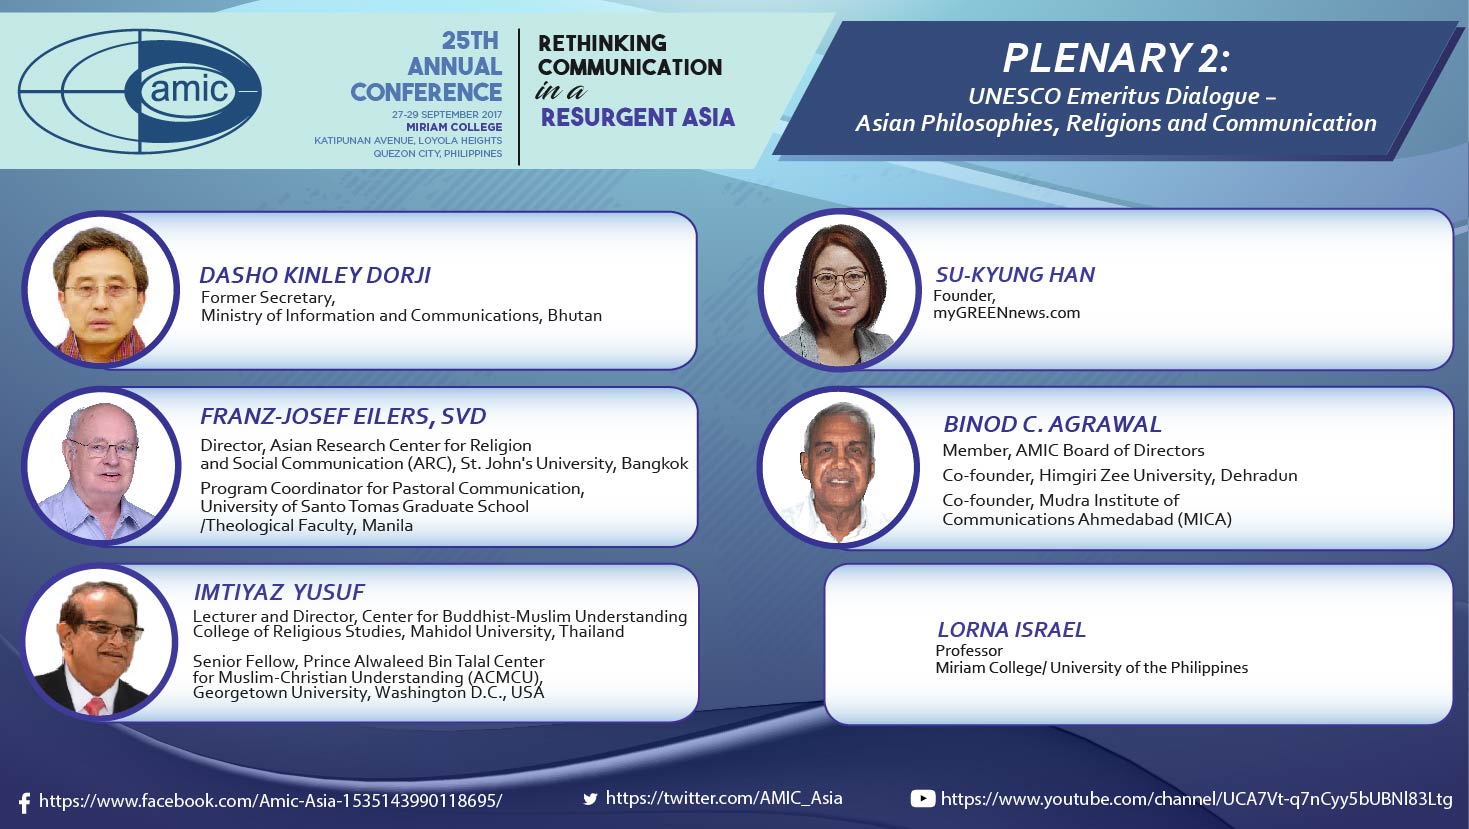 amic
25TH
ANNUAL
CONFERENCE
27-29 SEPTEMBER 2017
MIRIAM COLLEGE
KATIPUNAN AVENUE, LOYOLA HEIGHTS
QUEZON CITY, PHILIPPINES
RETHINKING
COMMUNICATION
in a
RESURGENT ASIA
PLENARY 2:
UNESCO Emeritus Dialogue –
Asian Philosophies, Religions and Communication
DASHO KINLEY DORJI
Former Secretary,
Ministry of Information and Communications, Bhutan
SU-KYUNG HAN
Founder,
myGREENnews.com
FRANZ-JOSEF EILERS, SVD
Director, Asian Research Center for Religion
and Social Communication (ARC), St. John's University, Bangkok
Program Coordinator for Pastoral Communication,
University of Santo Tomas Graduate School
/Theological Faculty, Manila
BINOD C. AGRAWAL
Member, AMIC Board of Directors
Co-founder, Himgiri Zee University, Dehradun
Co-founder, Mudra Institute of
Communications Ahmedabad (MICA)
IMTIYAZ YUSUF
Lecturer and Director, Center for Buddhist-Muslim Understanding
College of Religious Studies, Mahidol University, Thailand
Senior Fellow, Prince Alwaleed Bin Talal Center
for Muslim-Christian Understanding (ACMCU),
Georgetown University, Washington D.C., USA
LORNA ISRAEL
Professor
Miriam College/ University of the Philippines
https://www.facebook.com/Amic-Asia-1535143990118695/
https://twitter.com/AMIC_Asia
https://www.youtube.com/channel/UCA7Vt-q7nCyy5bUBNl83Ltg